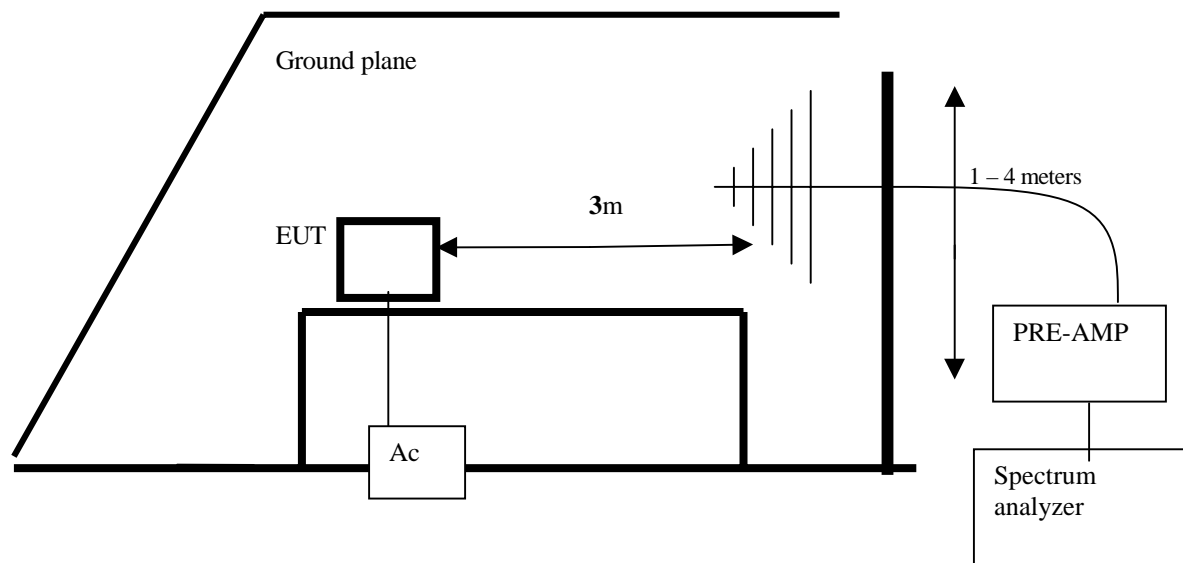 Ground plane
1 – 4 meters
3m
EUT
PRE-AMP
Ac
Spectrum
analyzer